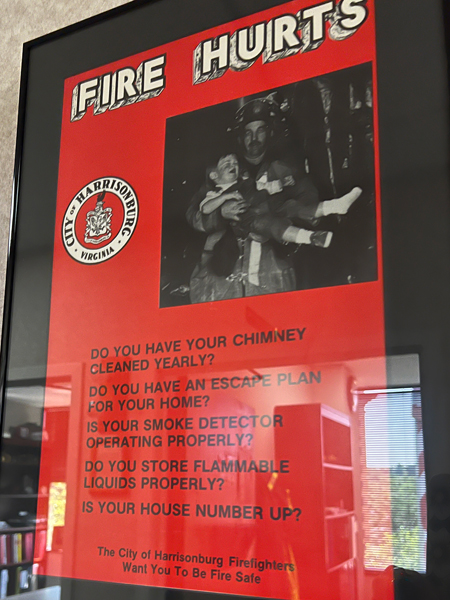 FIRE HURTS
CITY OF HARRISONBURG
VIRGINIA
DO YOU HAVE YOUR CHIMNEY
CLEANED YEARLY?
DO YOU HAVE AN ESCAPE PLAN
FOR YOUR HOME?
IS YOUR SMOKE DETECTOR
OPERATING PROPERLY?
DO YOU STORE FLAMMABLE
LIQUIDS PROPERLY?
IS YOUR HOUSE NUMBER UP?
The City of Harrisonburg Firefighters
Want You To Be Fire Safe